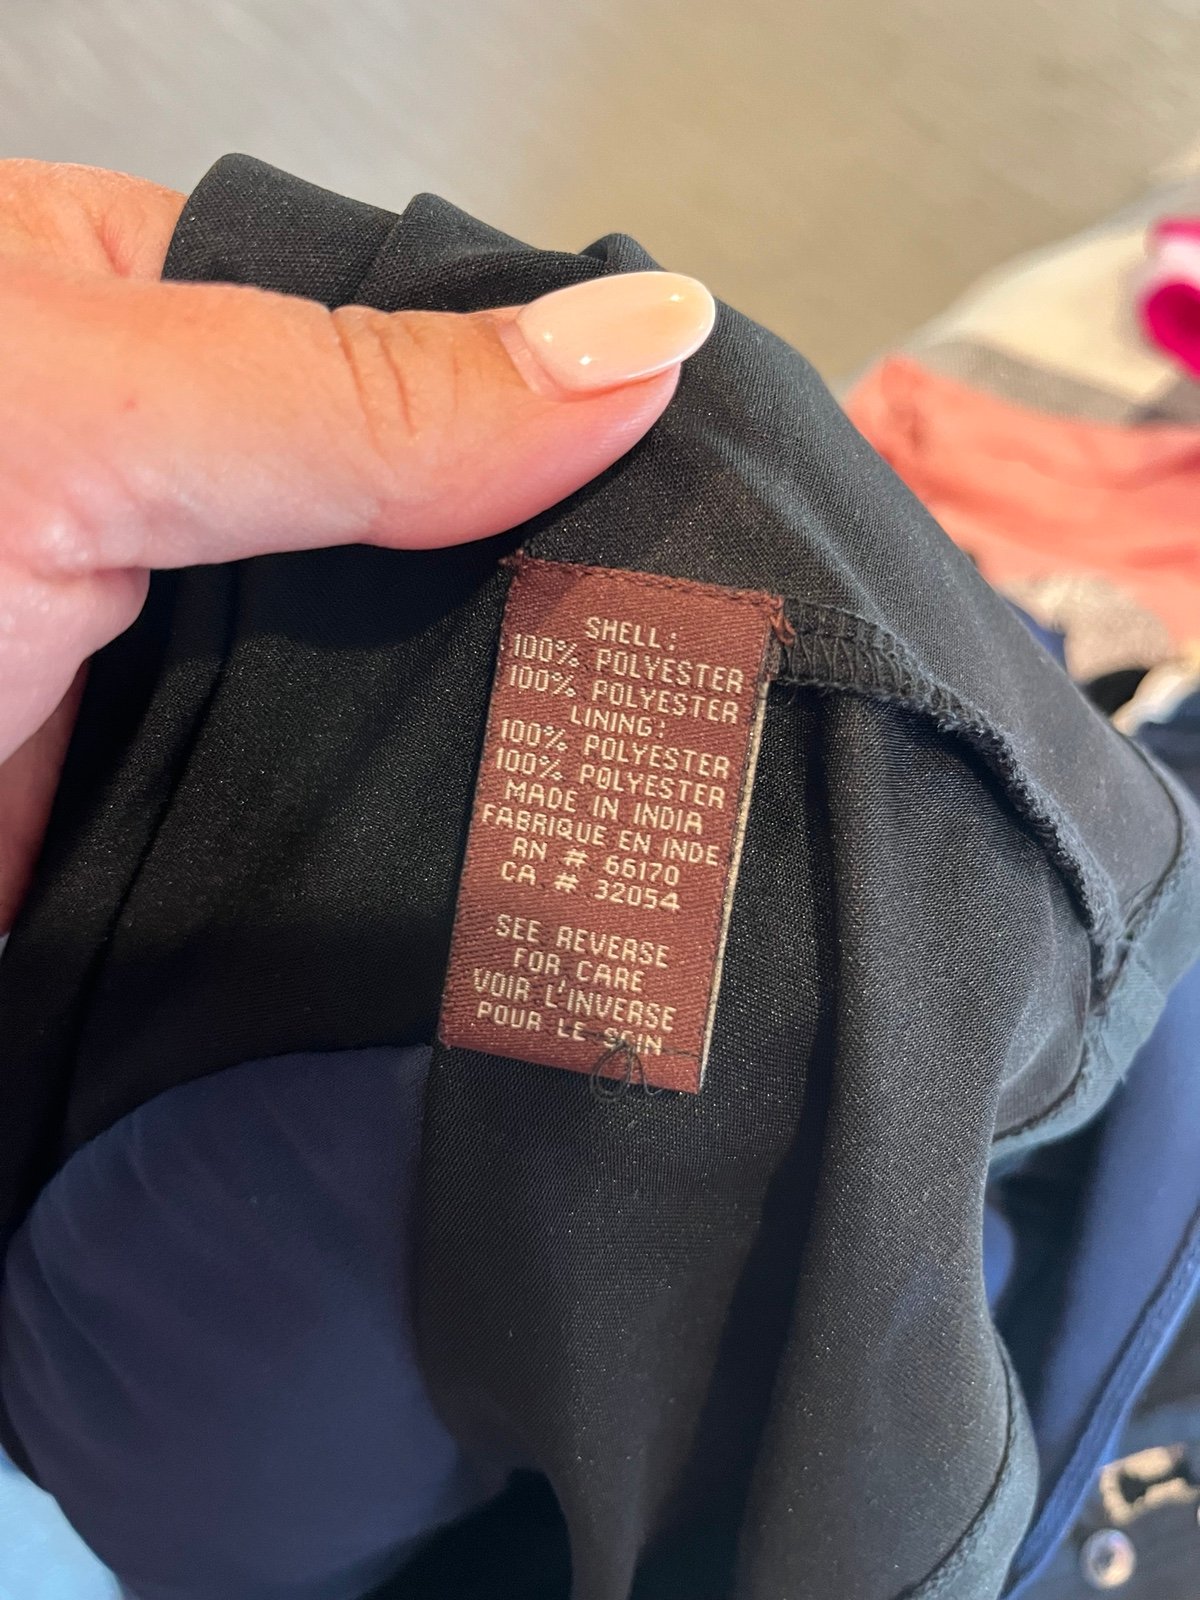 SHELL:
100% POLYESTER
100% POLYESTER
LINING:
100% POLYESTER
100% POLYESTER
MADE IN INDIA
FABRIQUE EN INDE
RN # 66170
CA # 32054
SEE REVERSE
FOR CARE
VOIR L'INVERSE
POUR LE SOIN